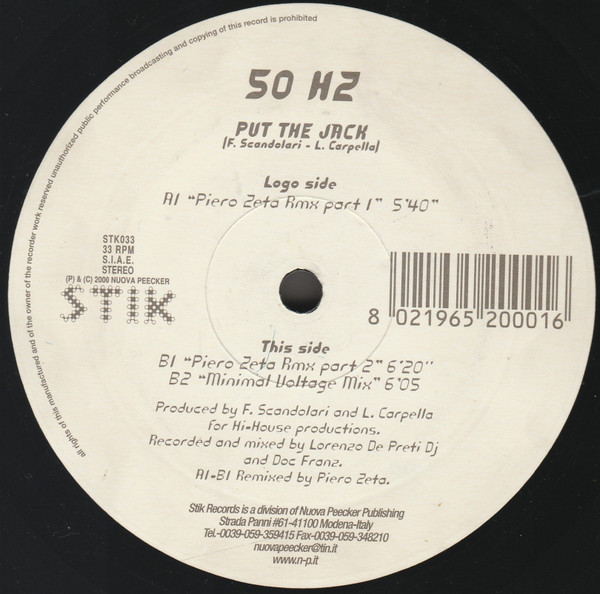 all rights of this manufactured and of the owner of the recorder work reserved unauthorized public performance broadcasting and copying of this record is prohibited
50 HZ
PUT THE JACK
(F. Scandolari - L. Carpella)
Logo side
A1 "Piero Zeta Rmx part 1" 5'40"
STK033
33 RPM
S.I.A.E.
STEREO
(P) & (C) 2000 NUOVA PEECKER
STIK
8 021965 200016
This side
B1 "Piero Zeta Rmx part 2" 6'20''
B2 "Minimal Voltage Mix" 6'05
Produced by F. Scandolari and L. Carpella
for Hi-House productions.
Recorded and mixed by Lorenzo De Preti Dj
and Doc Franz.
A1-B1 Remixed by Piero Zeta.
Stik Records is a division of Nuova Peecker Publishing
Strada Panni #61-41100 Modena-Italy
Tel.-0039-059-359415 Fax-0039-059-348210
nuovapeecker@tin.it
www.n-p.it